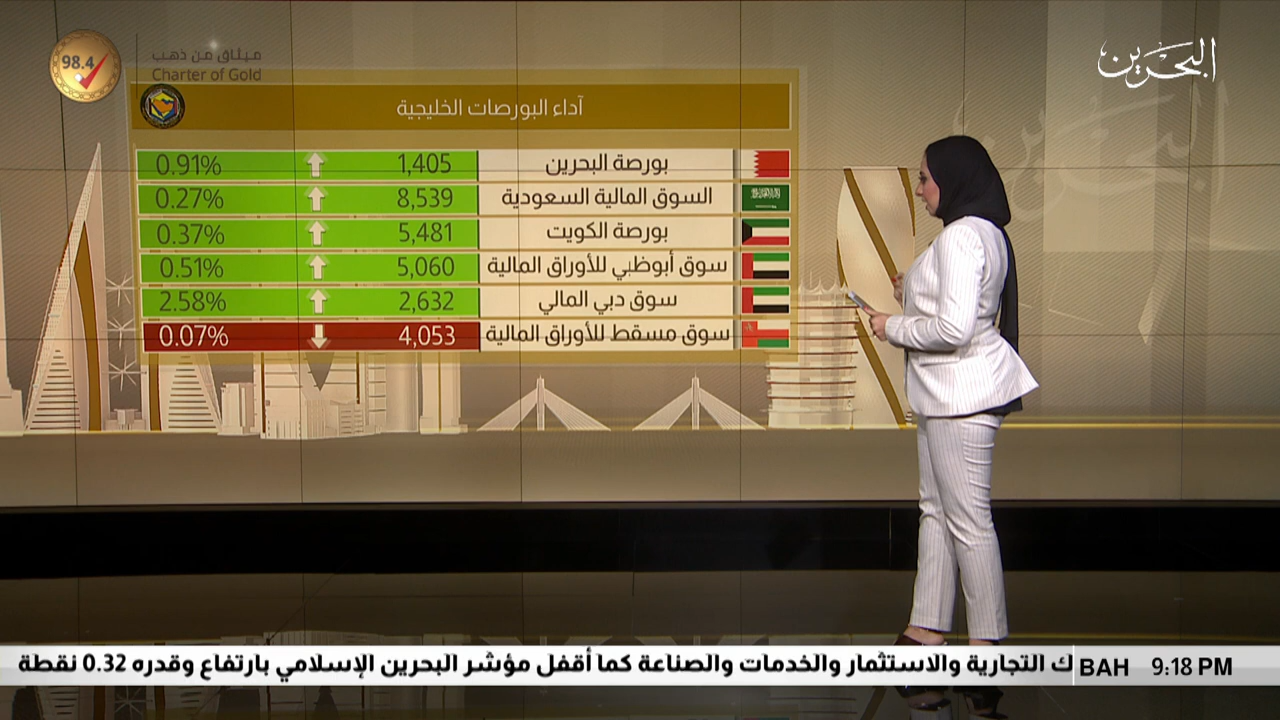 98.4
ميثاق من ذهب
Charter of Gold
البحرين
آداء البورصات الخليجية
بورصة البحرين 1,405 0.91%
السوق المالية السعودية 8,539 0.27%
بورصة الكويت 5,481 0.37%
سوق أبوظبي للأوراق المالية 5,060 0.51%
سوق دبي المالي 2,632 2.58%
سوق مسقط للأوراق المالية 4,053 0.07%
ك التجارية والاستثمار والخدمات والصناعة كما أقفل مؤشر البحرين الإسلامي بارتفاع وقدره 0.32 نقطة
BAH 9:18 PM